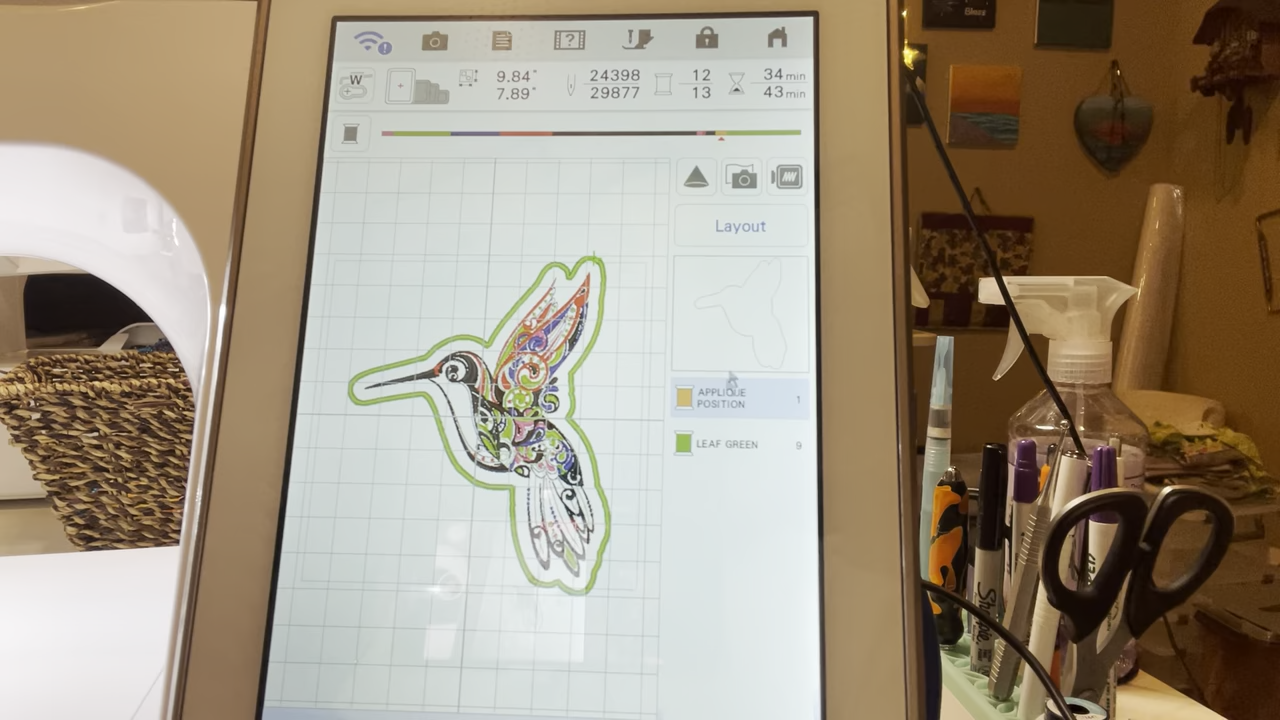 Bleɜɜ
W
9.84" 24398 12 34 min
7.89" 29877 13 43 min
Layout
APPLIQUE
POSITION 1
LEAF GREEN 9
Sharpie